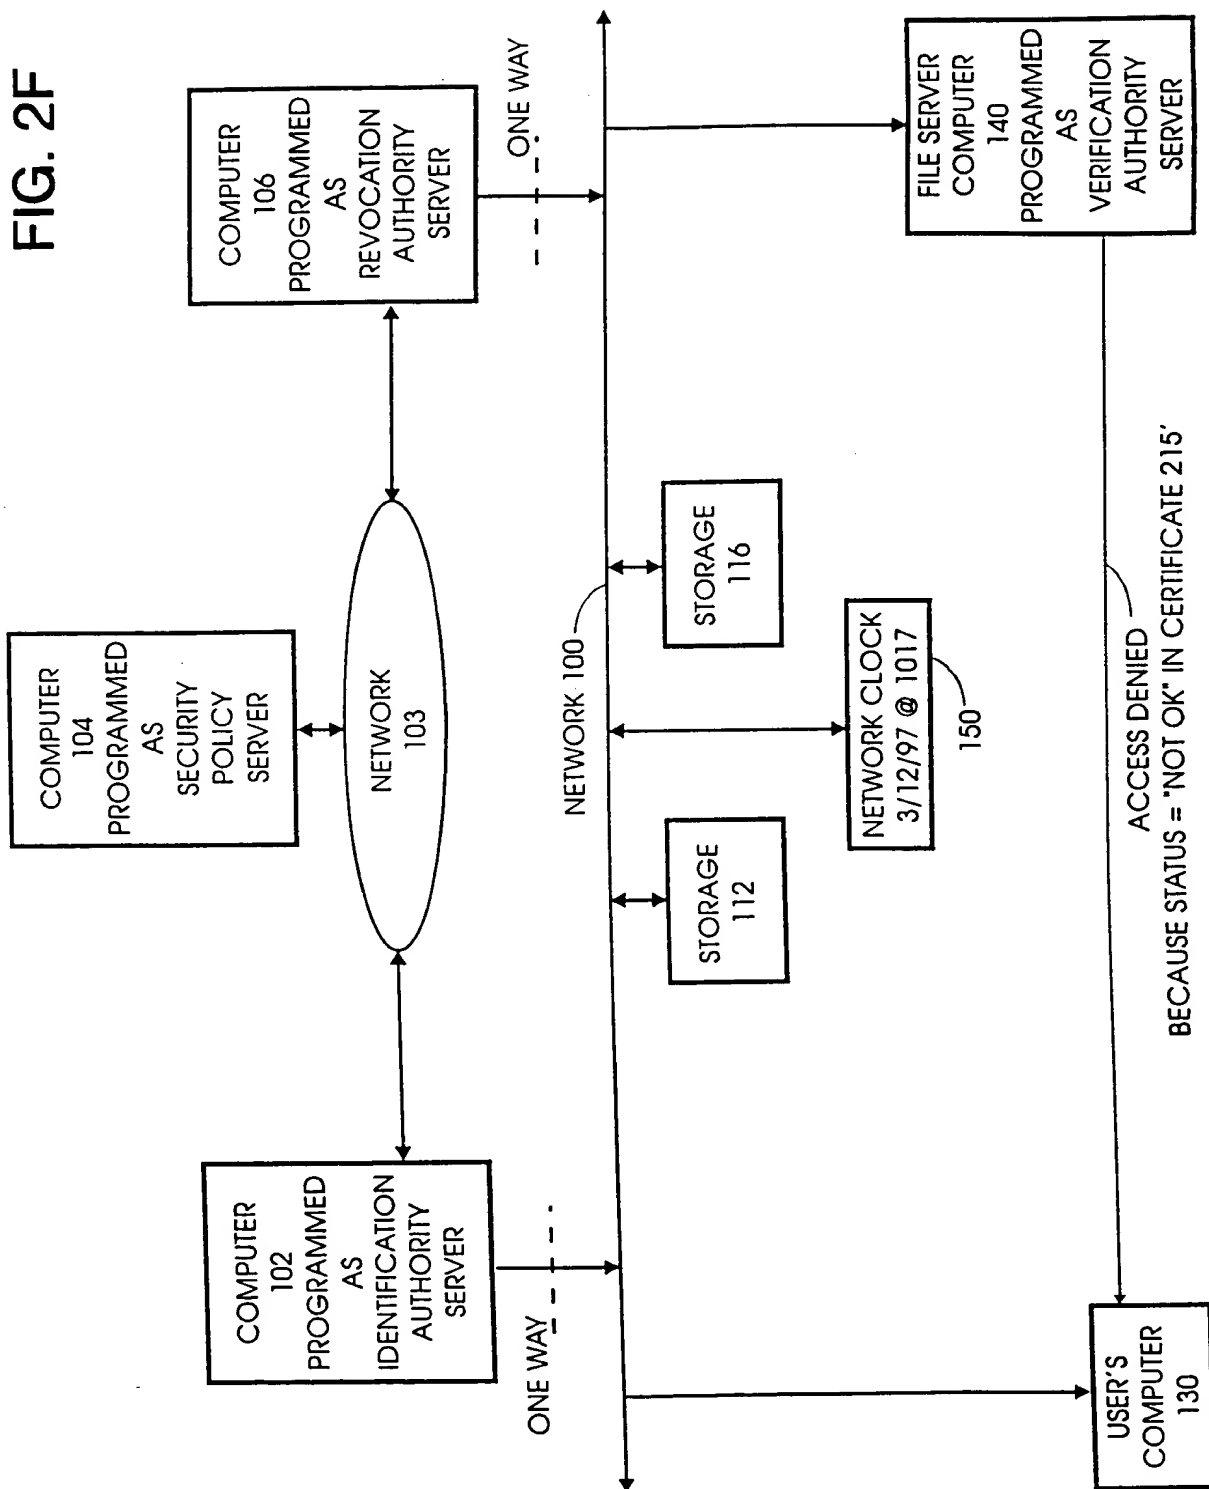 FIG. 2F
COMPUTER
104
PROGRAMMED
AS
SECURITY
POLICY
SERVER
COMPUTER
102
PROGRAMMED
AS
IDENTIFICATION
AUTHORITY
SERVER
NETWORK
103
COMPUTER
106
PROGRAMMED
AS
REVOCATION
AUTHORITY
SERVER
ONE WAY
ONE WAY
NETWORK 100
STORAGE
112
STORAGE
116
NETWORK CLOCK
3/12/97 @ 1017
150
USER'S
COMPUTER
130
ACCESS DENIED
BECAUSE STATUS = "NOT OK" IN CERTIFICATE 215'
FILE SERVER
COMPUTER
140
PROGRAMMED
AS
VERIFICATION
AUTHORITY
SERVER